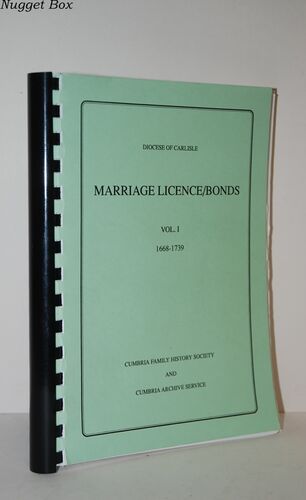 Nugget Box
DIOCESE OF CARLISLE
MARRIAGE LICENCE/BONDS
VOL. I
1668-1739
CUMBRIA FAMILY HISTORY SOCIETY
AND
CUMBRIA ARCHIVE SERVICE